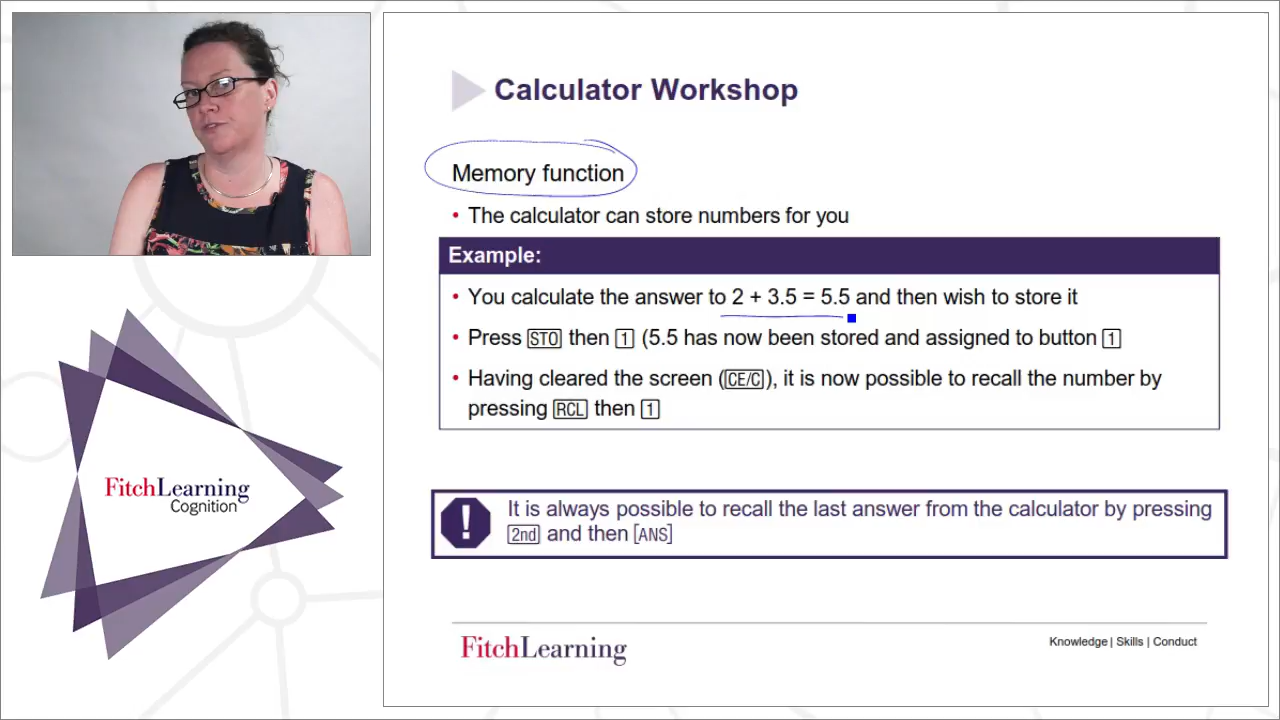 Calculator Workshop
Memory function
• The calculator can store numbers for you
Example:
• You calculate the answer to 2 + 3.5 = 5.5 and then wish to store it
• Press STO then 1 (5.5 has now been stored and assigned to button 1
• Having cleared the screen (CE/C), it is now possible to recall the number by
pressing RCL then 1
FitchLearning
Cognition
! It is always possible to recall the last answer from the calculator by pressing
2nd and then [ANS]
FitchLearning
Knowledge | Skills | Conduct